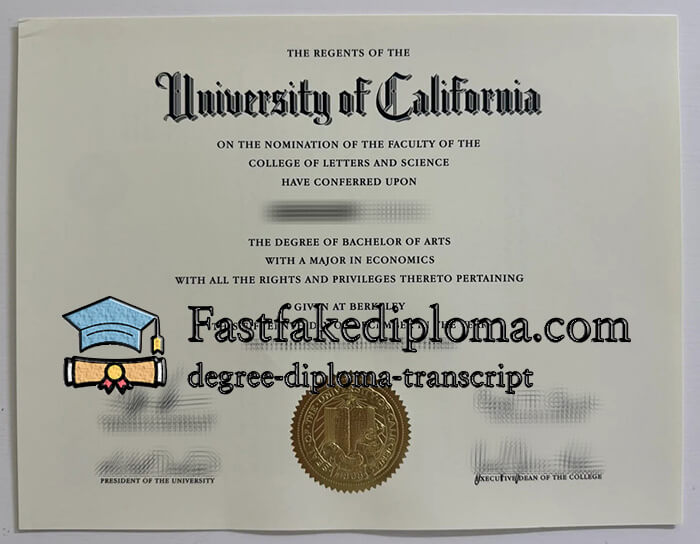 THE REGENTS OF THE
University of California
ON THE NOMINATION OF THE FACULTY OF THE
COLLEGE OF LETTERS AND SCIENCE
HAVE CONFERRED UPON
THE DEGREE OF BACHELOR OF ARTS
WITH A MAJOR IN ECONOMICS
WITH ALL THE RIGHTS AND PRIVILEGES THERETO PERTAINING
GIVEN AT BERKELEY
Fastfakediploma.com
degree-diploma-transcript
PRESIDENT OF THE UNIVERSITY
EXECUTIVE DEAN OF THE COLLEGE